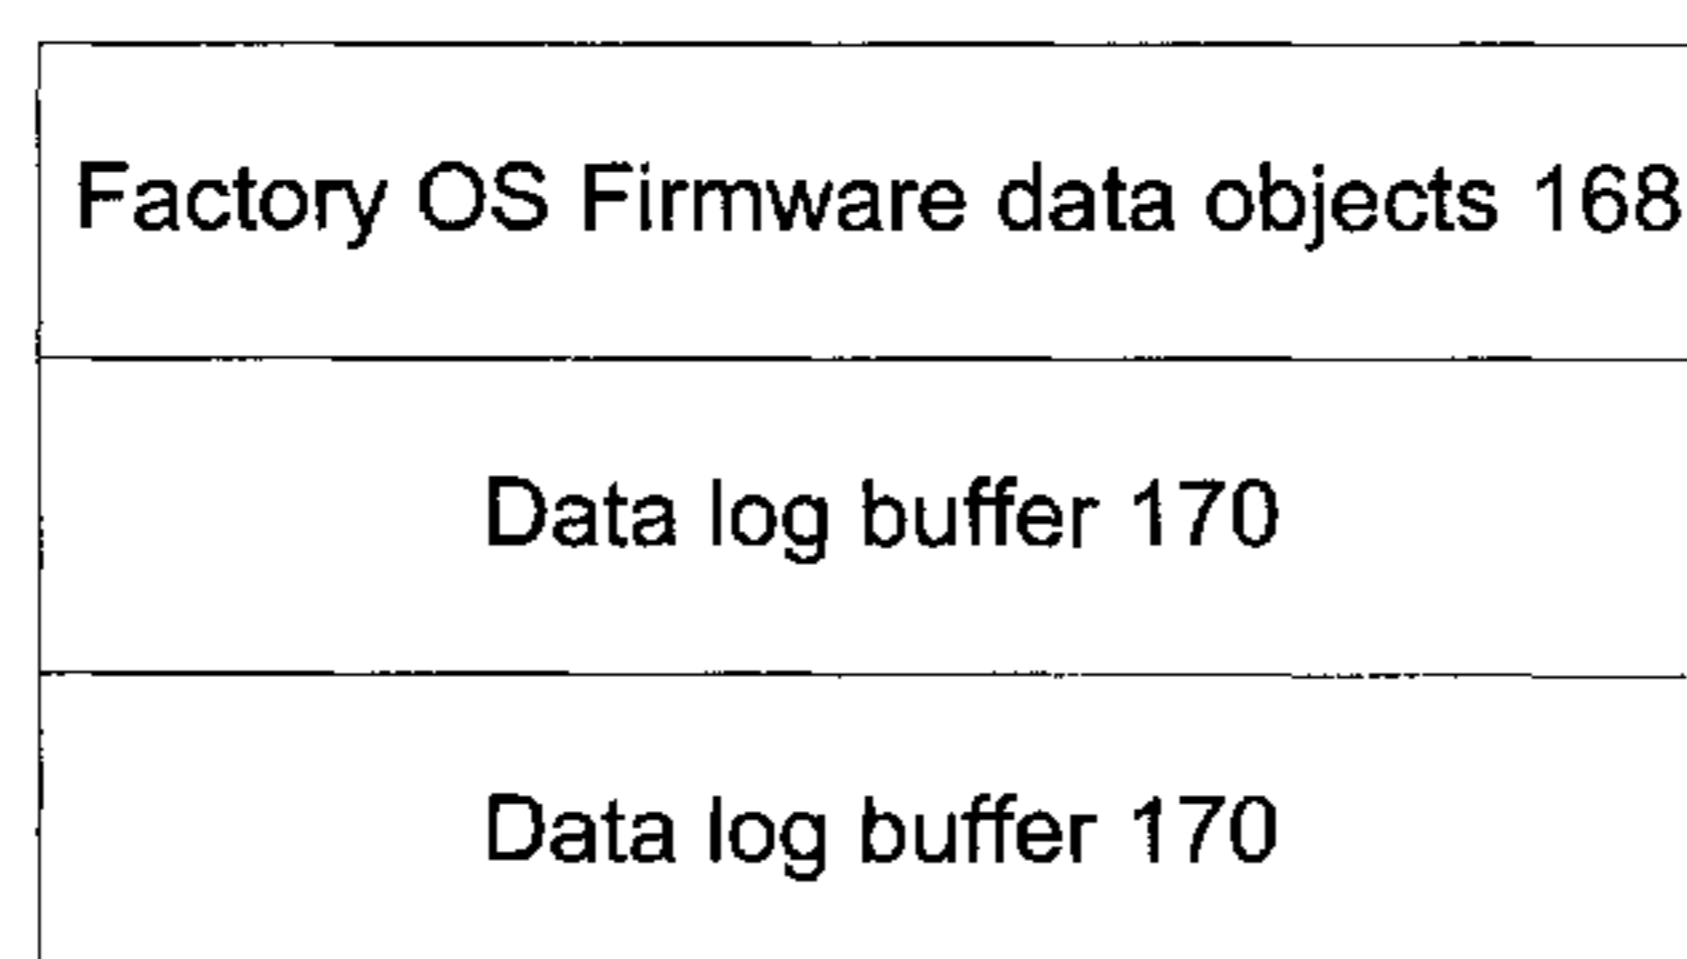 Factory OS Firmware data objects 168
Data log buffer 170
Data log buffer 170